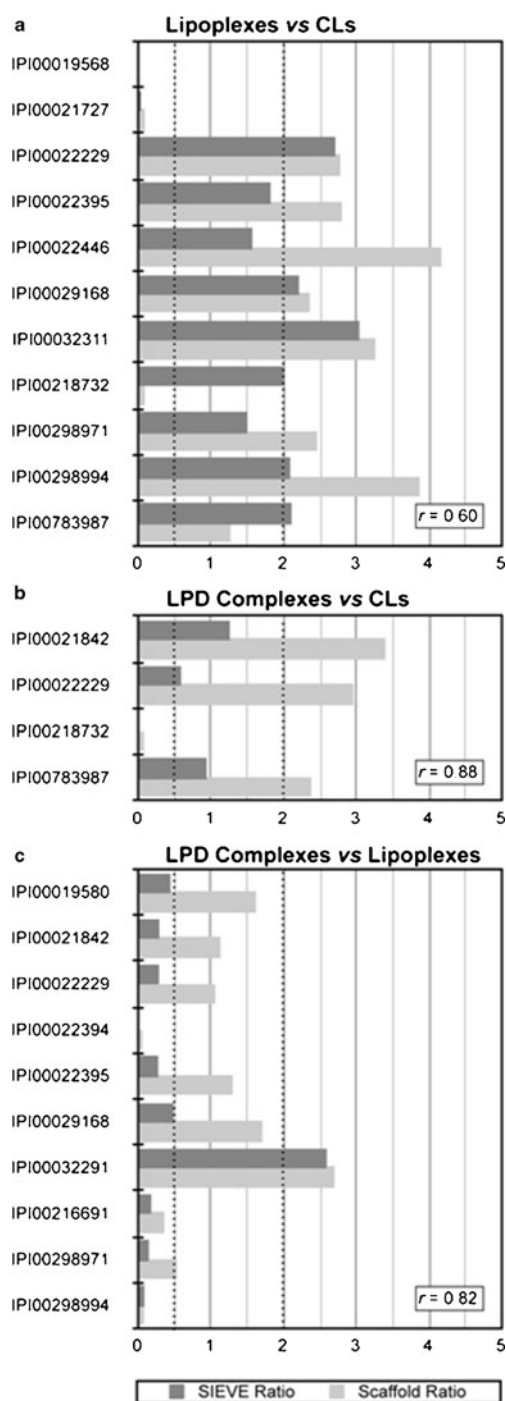 a
Lipoplexes vs CLs
IPI00019568
IPI00021727
IPI00022229
IPI00022395
IPI00022446
IPI00029168
IPI00032311
IPI00218732
IPI00298971
IPI00298994
IPI00783987
r = 0 60
0 1 2 3 4 5
b
LPD Complexes vs CLs
IPI00021842
IPI00022229
IPI00218732
IPI00783987
r = 0 88
0 1 2 3 4 5
c
LPD Complexes vs Lipoplexes
IPI00019580
IPI00021842
IPI00022229
IPI00022394
IPI00022395
IPI00029168
IPI00032291
IPI00216691
IPI00298971
IPI00298994
r = 0 82
0 1 2 3 4 5
SIEVE Ratio Scaffold Ratio